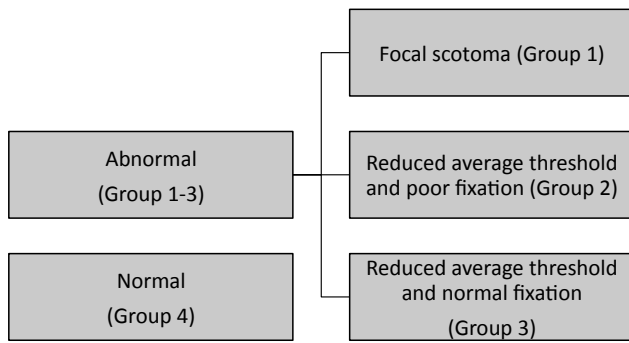 Focal scotoma (Group 1)
Abnormal
(Group 1-3)
Reduced average threshold
and poor fixation (Group 2)
Normal
(Group 4)
Reduced average threshold
and normal fixation
(Group 3)